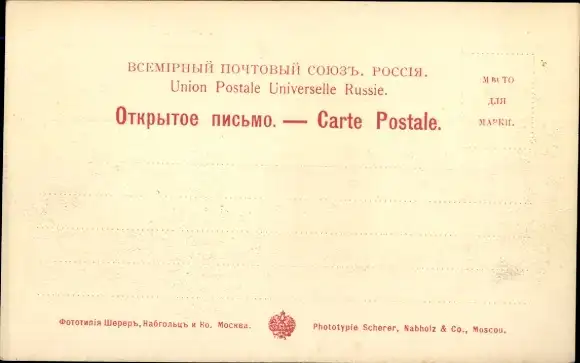 ВСЕМІРНЫЙ ПОЧТОВЫЙ СОЮЗЪ. РОССІЯ.
Union Postale Universelle Russie.
Открытое письмо. — Carte Postale.
МѢСТО
ДЛЯ
МАРКИ.
Фототипія Шереръ, Набгольцъ и Ко. Москва.
Phototypie Scherer, Nabholz & Co., Moscou.